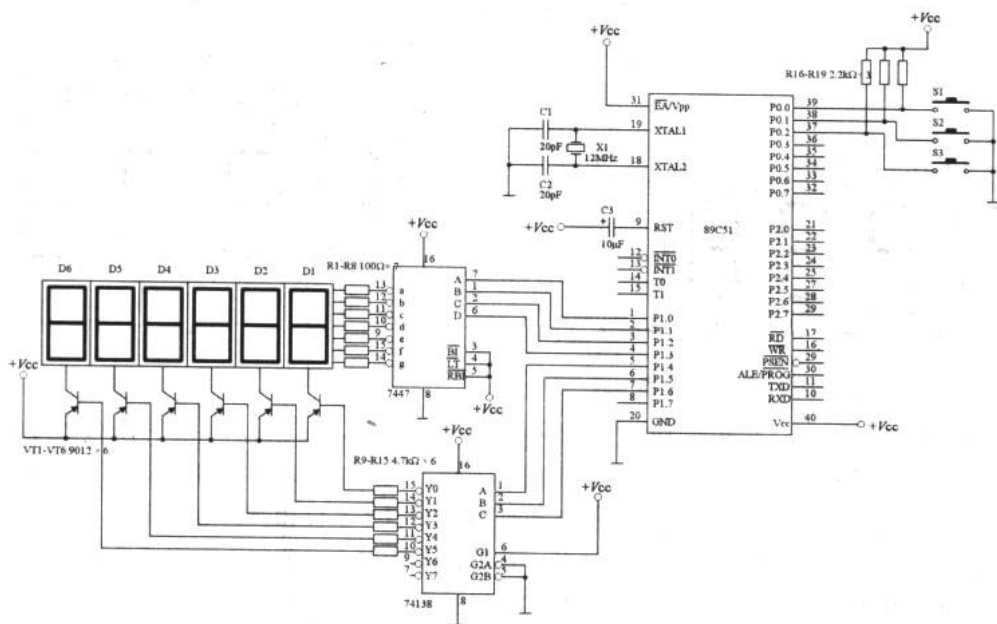 +Vcc
+Vcc
R16-R19 2.2kΩ×3
S1
S2
S3
31 EA/Vpp
19 XTAL1
18 XTAL2
9 RST
12 INT0
13 INT1
14 T0
15 T1
1 P1.0
2 P1.1
3 P1.2
4 P1.3
5 P1.4
6 P1.5
7 P1.6
8 P1.7
20 GND
89C51
P0.0 39
P0.1 38
P0.2 37
P0.3 36
P0.4 35
P0.5 34
P0.6 33
P0.7 32
P2.0 21
P2.1 22
P2.2 23
P2.3 24
P2.4 25
P2.5 27
P2.6 28
P2.7 29
RD 17
WR 16
PSEN 29
ALE/PROG 30
TXD 11
RXD 10
Vcc 40
+Vcc
C1
20pF
X1
12MHz
C2
20pF
+Vcc
C3
+
10μF
+Vcc
16
R1-R8 100Ω×7
D6 D5 D4 D3 D2 D1
13 a
12 b
11 c
10 d
9 e
15 f
14 g
A 7
B 1
C 2
D 6
BI 3
LT 4
RBI 5
7447
8
+Vcc
+Vcc
VT1-VT6 9012×6
+Vcc
16
R9-R15 4.7kΩ×6
15 Y0
14 Y1
13 Y2
12 Y3
11 Y4
10 Y5
9 Y6
7 Y7
A 1
B 2
C 3
G1 6
G2A 4
G2B 5
+Vcc
74138
8